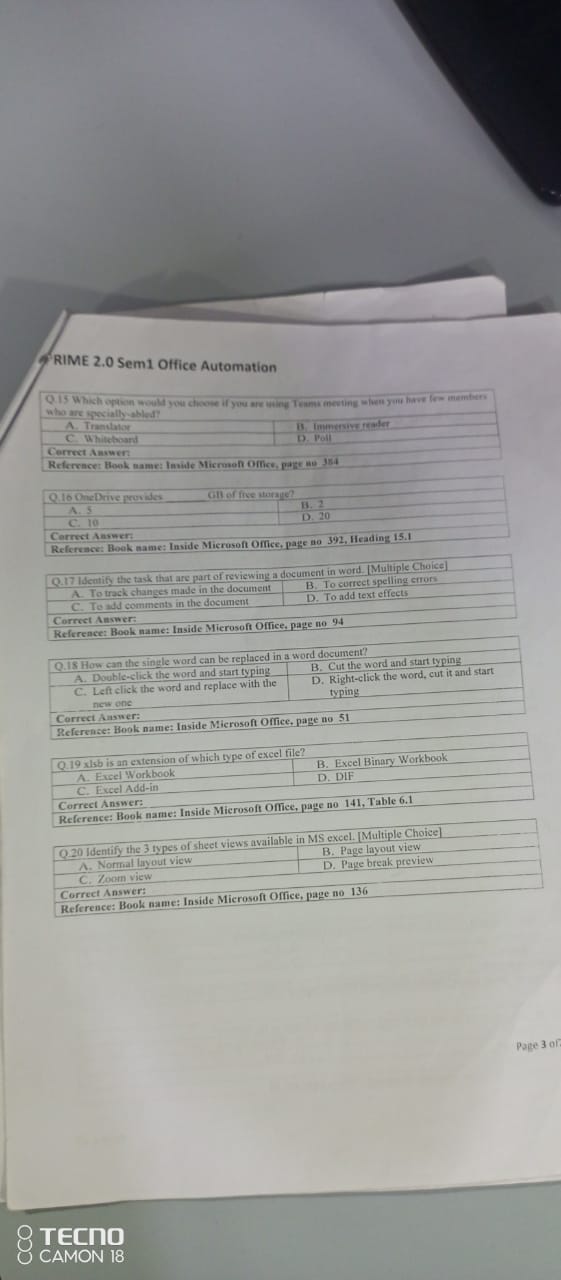 RIME 2.0 Sem1 Office Automation
Q.15 Which option would you choose if you are using Teams meeting when you have few members
who are specially-abled?
A. Translator B. Immersive reader
C. Whiteboard D. Poll
Correct Answer:
Reference: Book name: Inside Microsoft Office, page no 384
Q.16 OneDrive provides ________ GB of free storage?
A. 5 B. 2
C. 10 D. 20
Correct Answer:
Reference: Book name: Inside Microsoft Office, page no 392, Heading 15.1
Q.17 Identify the task that are part of reviewing a document in word. [Multiple Choice]
A. To track changes made in the document B. To correct spelling errors
C. To add comments in the document D. To add text effects
Correct Answer:
Reference: Book name: Inside Microsoft Office, page no 94
Q.18 How can the single word can be replaced in a word document?
A. Double-click the word and start typing B. Cut the word and start typing
C. Left click the word and replace with the D. Right-click the word, cut it and start
new one typing
Correct Answer:
Reference: Book name: Inside Microsoft Office, page no 51
Q.19 xlsb is an extension of which type of excel file?
A. Excel Workbook B. Excel Binary Workbook
C. Excel Add-in D. DIF
Correct Answer:
Reference: Book name: Inside Microsoft Office, page no 141, Table 6.1
Q.20 Identify the 3 types of sheet views available in MS excel. [Multiple Choice]
A. Normal layout view B. Page layout view
C. Zoom view D. Page break preview
Correct Answer:
Reference: Book name: Inside Microsoft Office, page no 136
Page 3 of
TECNO
CAMON 18